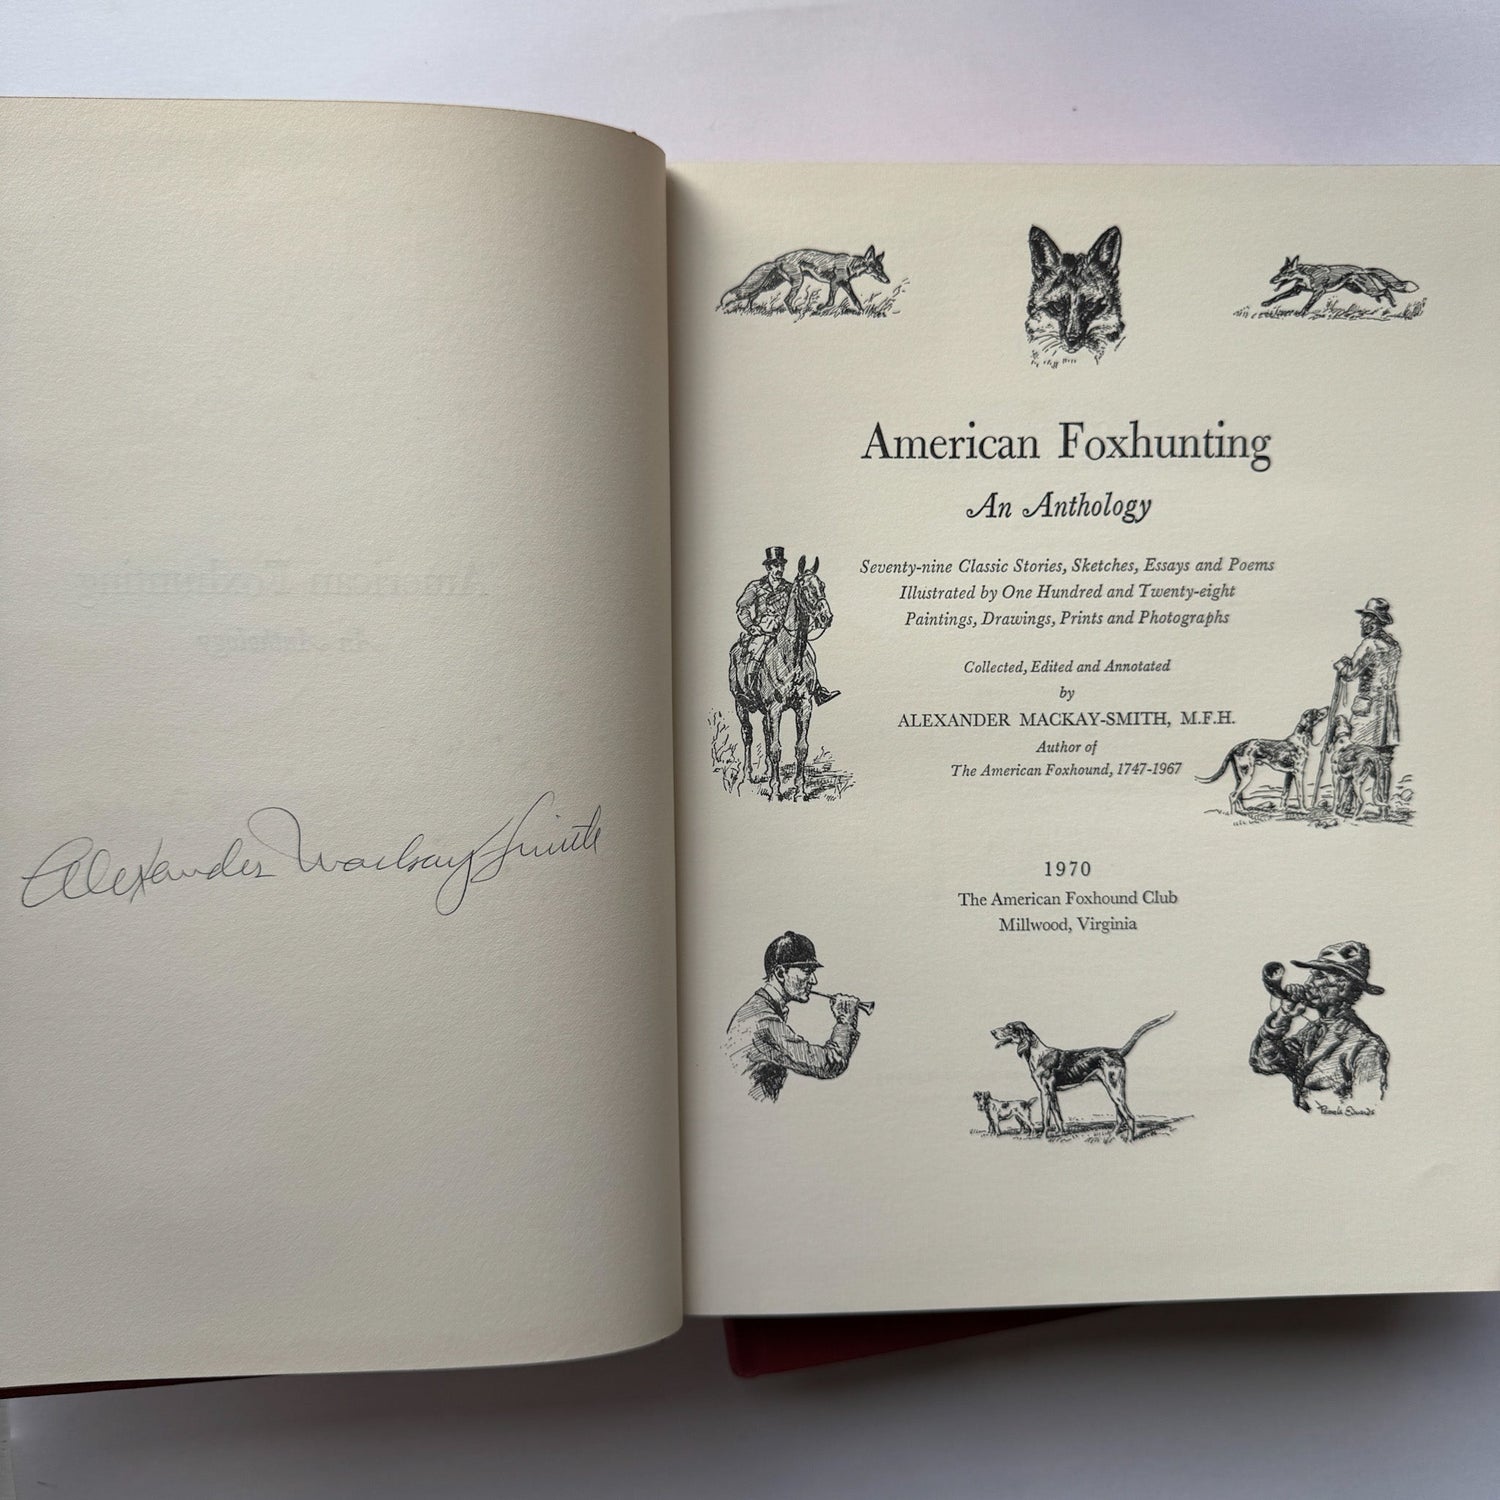 Alexander Mackay-Smith
American Foxhunting
An Anthology
Seventy-nine Classic Stories, Sketches, Essays and Poems
Illustrated by One Hundred and Twenty-eight
Paintings, Drawings, Prints and Photographs
Collected, Edited and Annotated
by
ALEXANDER MACKAY-SMITH, M.F.H.
Author of
The American Foxhound, 1747-1967
1970
The American Foxhound Club
Millwood, Virginia